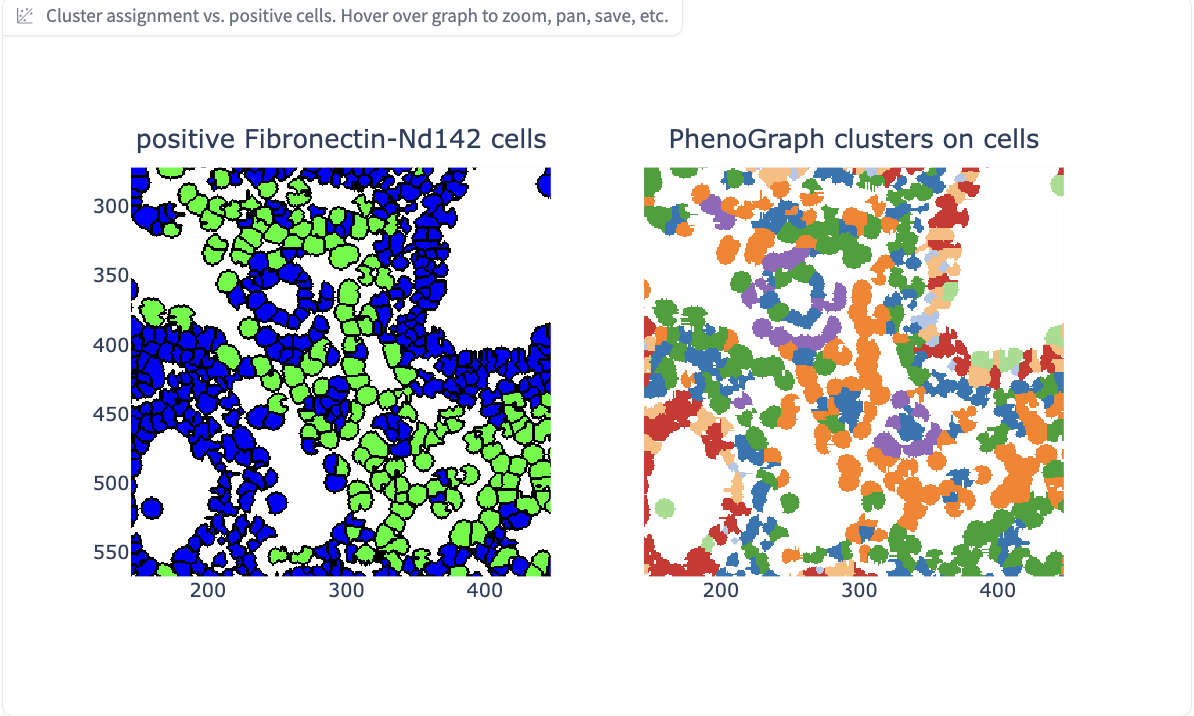 Cluster assignment vs. positive cells. Hover over graph to zoom, pan, save, etc.
positive Fibronectin-Nd142 cells
PhenoGraph clusters on cells
300
350
400
450
500
550
200 300 400
200 300 400